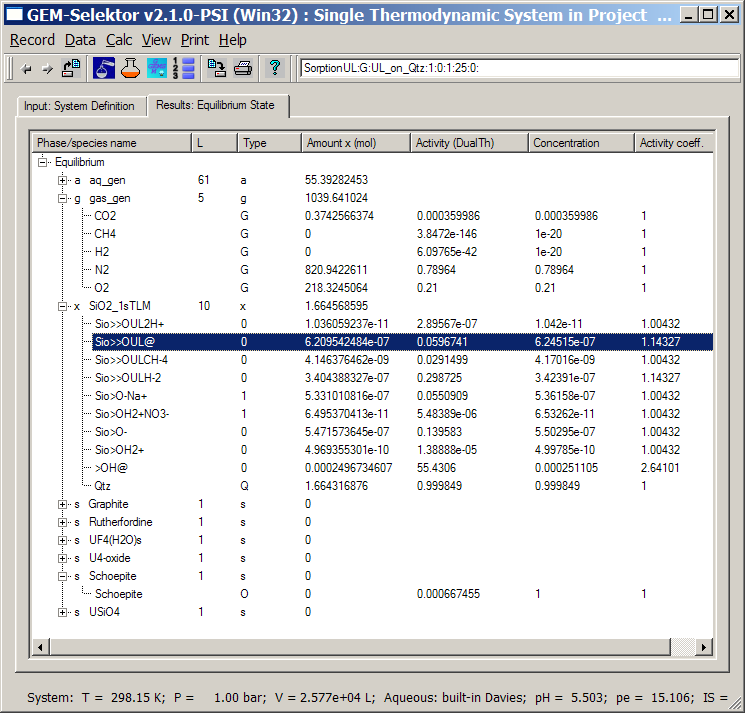 GEM-Selektor v2.1.0-PSI (Win32) : Single Thermodynamic System in Project ...
Record Data Calc View Print Help
1 2 3 ? SorptionUL:G:UL_on_Qtz:1:0:1:25:0:
Input: System Definition Results: Equilibrium State
Phase/species name L Type Amount x (mol) Activity (DualTh) Concentration Activity coeff.
Equilibrium
a aq_gen 61 a 55.39282453
g gas_gen 5 g 1039.641024
CO2 G 0.3742566374 0.000359986 0.000359986 1
CH4 G 0 3.8472e-146 1e-20 1
H2 G 0 6.09765e-42 1e-20 1
N2 G 820.9422611 0.78964 0.78964 1
O2 G 218.3245064 0.21 0.21 1
x SiO2_1sTLM 10 x 1.664568595
Sio>>OUL2H+ 0 1.036059237e-11 2.89567e-07 1.042e-11 1.00432
Sio>>OUL@ 0 6.209542484e-07 0.0596741 6.24515e-07 1.14327
Sio>>OULCH-4 0 4.146376462e-09 0.0291499 4.17016e-09 1.00432
Sio>>OULH-2 0 3.404388327e-07 0.298725 3.42391e-07 1.14327
Sio>O-Na+ 1 5.331010816e-07 0.0550909 5.36158e-07 1.00432
Sio>OH2+NO3- 1 6.495370413e-11 5.48389e-06 6.53262e-11 1.00432
Sio>O- 0 5.471573645e-07 0.139583 5.50295e-07 1.00432
Sio>OH2+ 0 4.969355301e-10 1.38888e-05 4.99785e-10 1.00432
>OH@ 0 0.0002496734607 55.4306 0.000251105 2.64101
Qtz Q 1.664316876 0.999849 0.999849 1
s Graphite 1 s 0
s Rutherfordine 1 s 0
s UF4(H2O)s 1 s 0
s U4-oxide 1 s 0
s Schoepite 1 s 0
Schoepite O 0 0.000667455 1 1
s USiO4 1 s 0
System: T = 298.15 K; P = 1.00 bar; V = 2.577e+04 L; Aqueous: built-in Davies; pH = 5.503; pe = 15.106; IS =